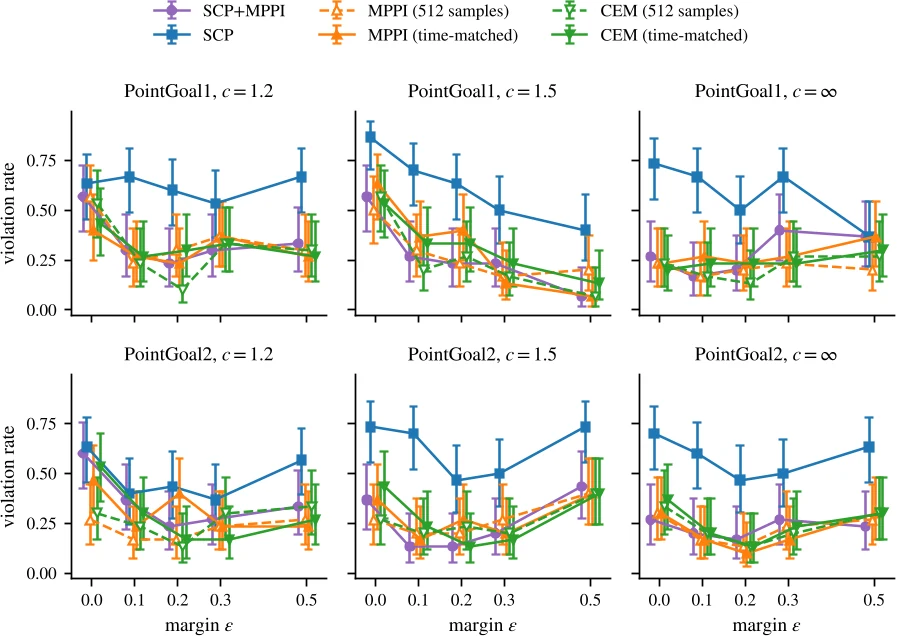 SCP+MPPI MPPI (512 samples) CEM (512 samples)
SCP MPPI (time-matched) CEM (time-matched)
PointGoal1, c = 1.2 PointGoal1, c = 1.5 PointGoal1, c = ∞
violation rate
0.75
0.50
0.25
0.00
PointGoal2, c = 1.2 PointGoal2, c = 1.5 PointGoal2, c = ∞
violation rate
0.75
0.50
0.25
0.00
0.0 0.1 0.2 0.3 0.5 0.0 0.1 0.2 0.3 0.5 0.0 0.1 0.2 0.3 0.5
margin ε margin ε margin ε